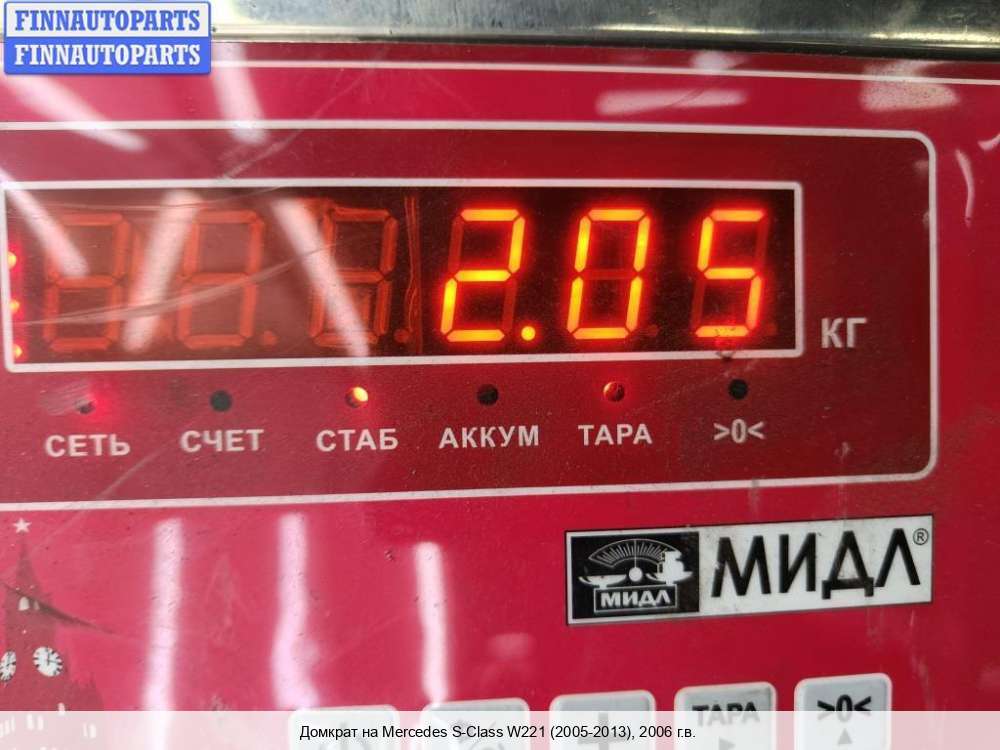 FINNAUTOPARTS
FINNAUTOPARTS
2.05
КГ
СЕТЬ СЧЕТ СТАБ АККУМ ТАРА >0<
МИДЛ МИДЛ®
ТАРА >0<
Домкрат на Mercedes S-Class W221 (2005-2013), 2006 г.в.